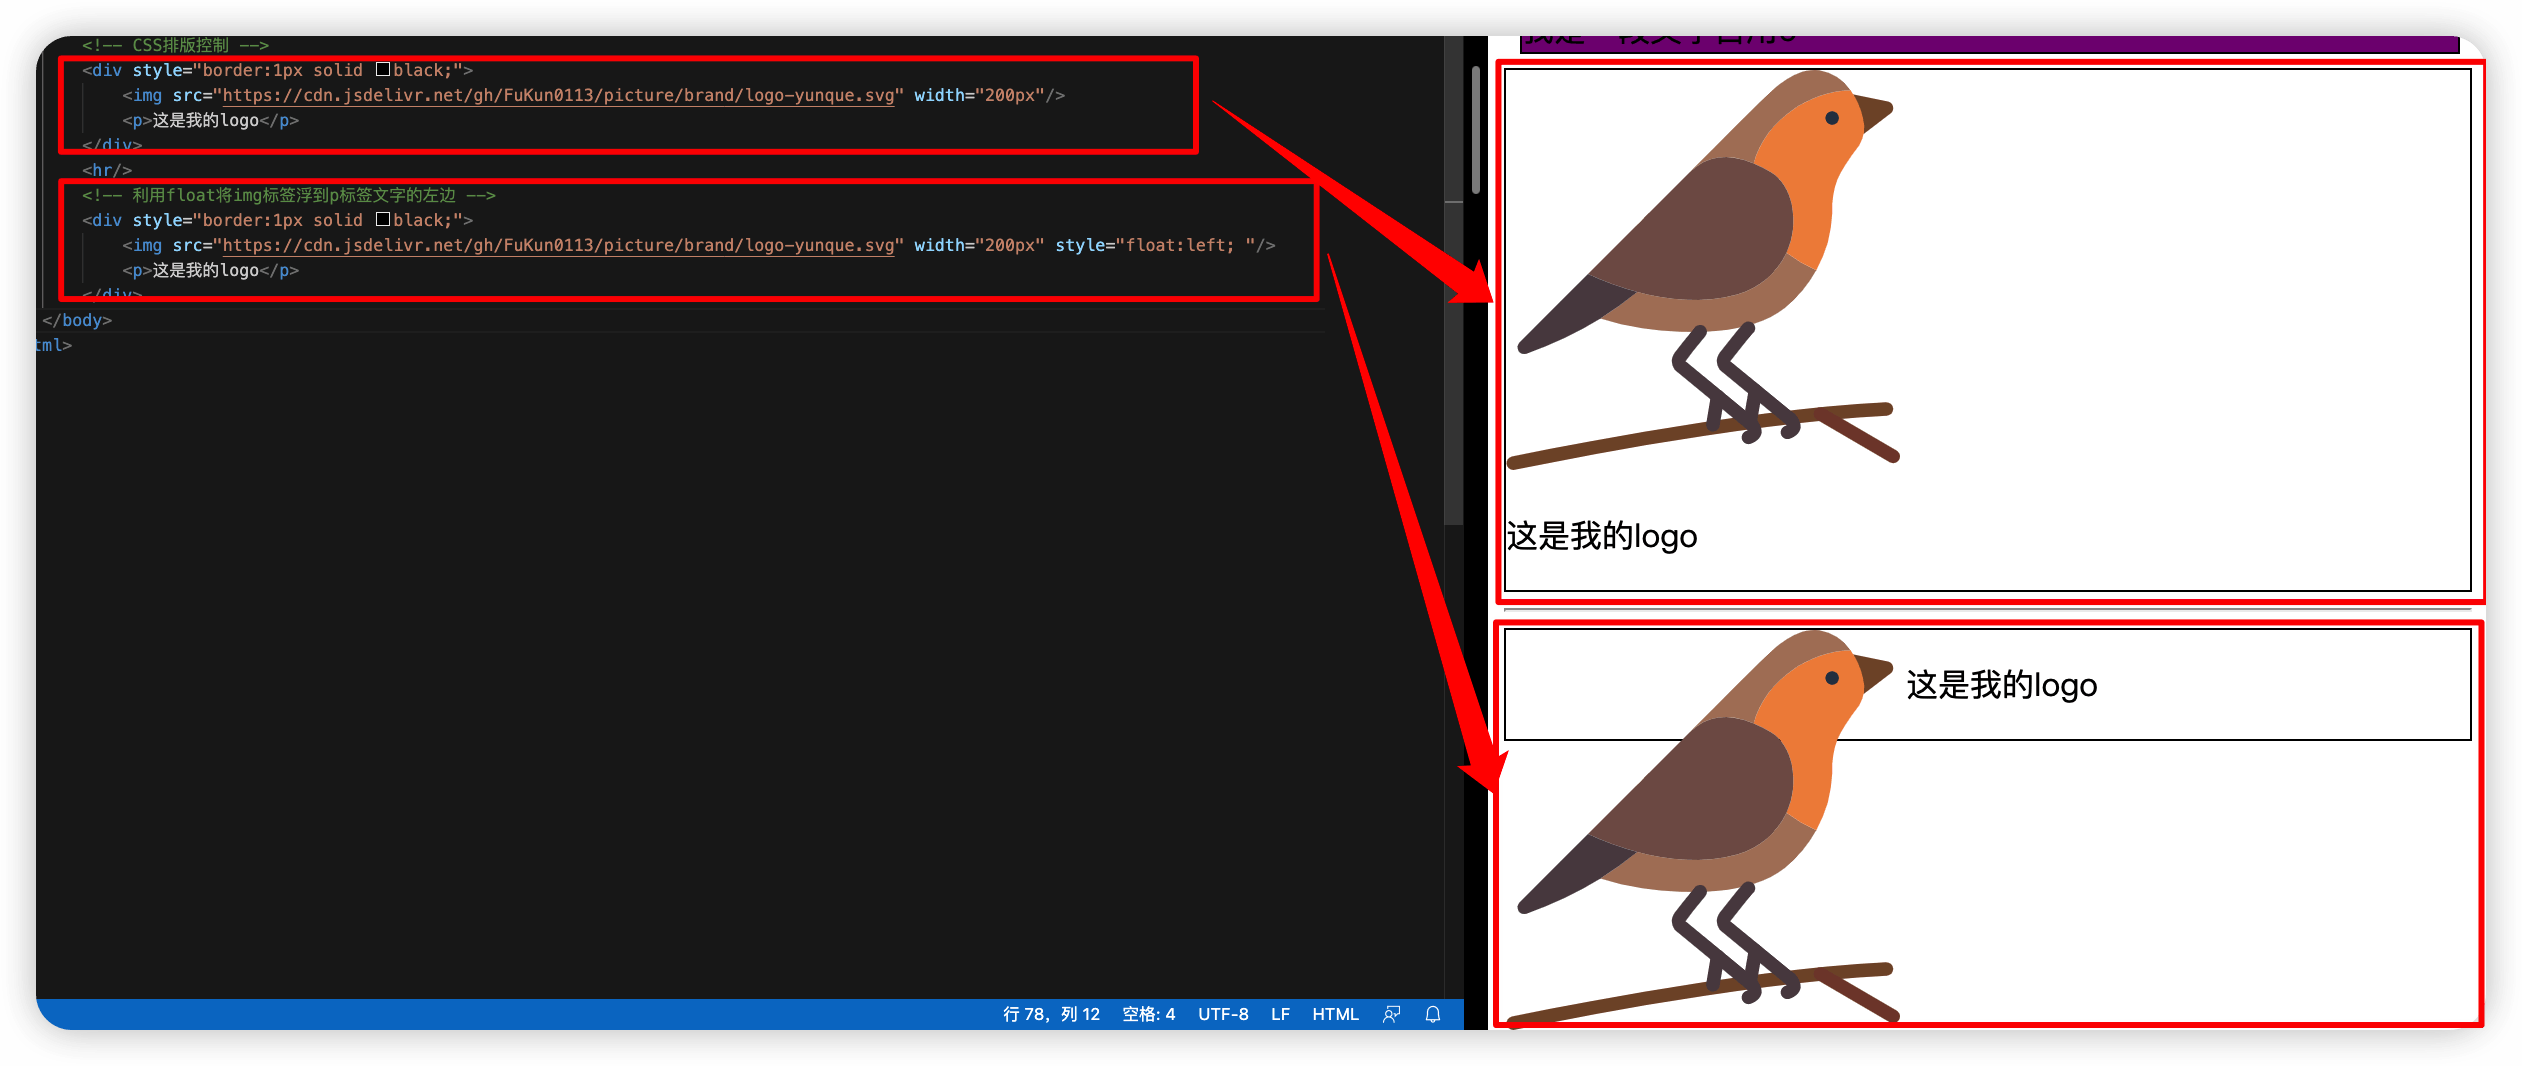 <!-- CSS排版控制 -->
<div style="border:1px solid black;">
<img src="https://cdn.jsdelivr.net/gh/FuKun0113/picture/brand/logo-yunque.svg" width="200px"/>
<p>这是我的logo</p>
</div>
<hr/>
<!-- 利用float将img标签浮到p标签文字的左边 -->
<div style="border:1px solid black;">
<img src="https://cdn.jsdelivr.net/gh/FuKun0113/picture/brand/logo-yunque.svg" width="200px" style="float:left; "/>
<p>这是我的logo</p>
</div>
</body>
tml>
行 78，列 12 空格: 4 UTF-8 LF HTML
这是我的logo
这是我的logo